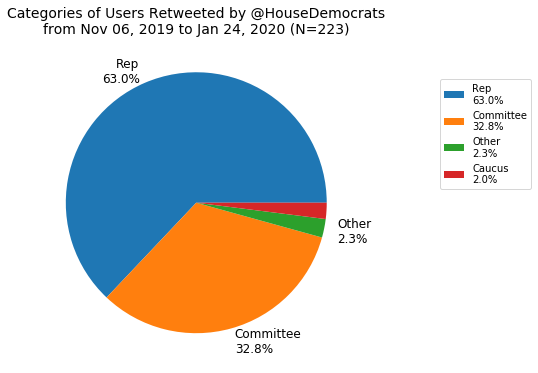 Categories of Users Retweeted by @HouseDemocrats
from Nov 06, 2019 to Jan 24, 2020 (N=223)
Rep
63.0%
Committee
32.8%
Other
2.3%
Rep
63.0%
Committee
32.8%
Other
2.3%
Caucus
2.0%